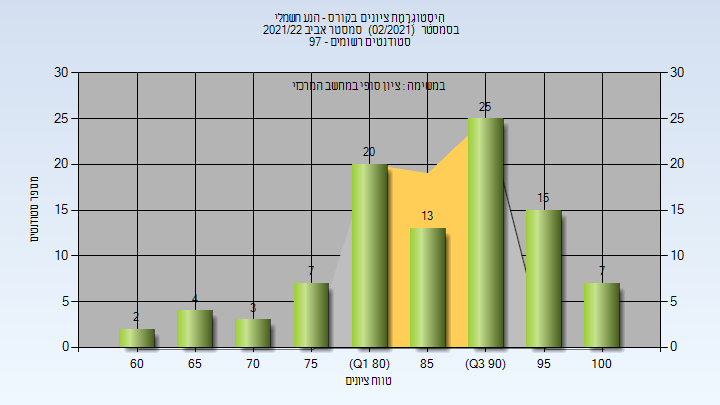 היסטוגרמת ציונים בקורס - הנע חשמלי
בסמסטר (02/2021) סמסטר אביב 2021/22
סטודנטים רשומים - 97
במשימה : ציון סופי במחשב המרכזי
מספר סטודנטים
30 30
25 25
20 20
15 15
10 10
5 5
0 0
2 4 3 7 20 13 25 15 7
60 65 70 75 (Q1 80) 85 (Q3 90) 95 100
טווח ציונים